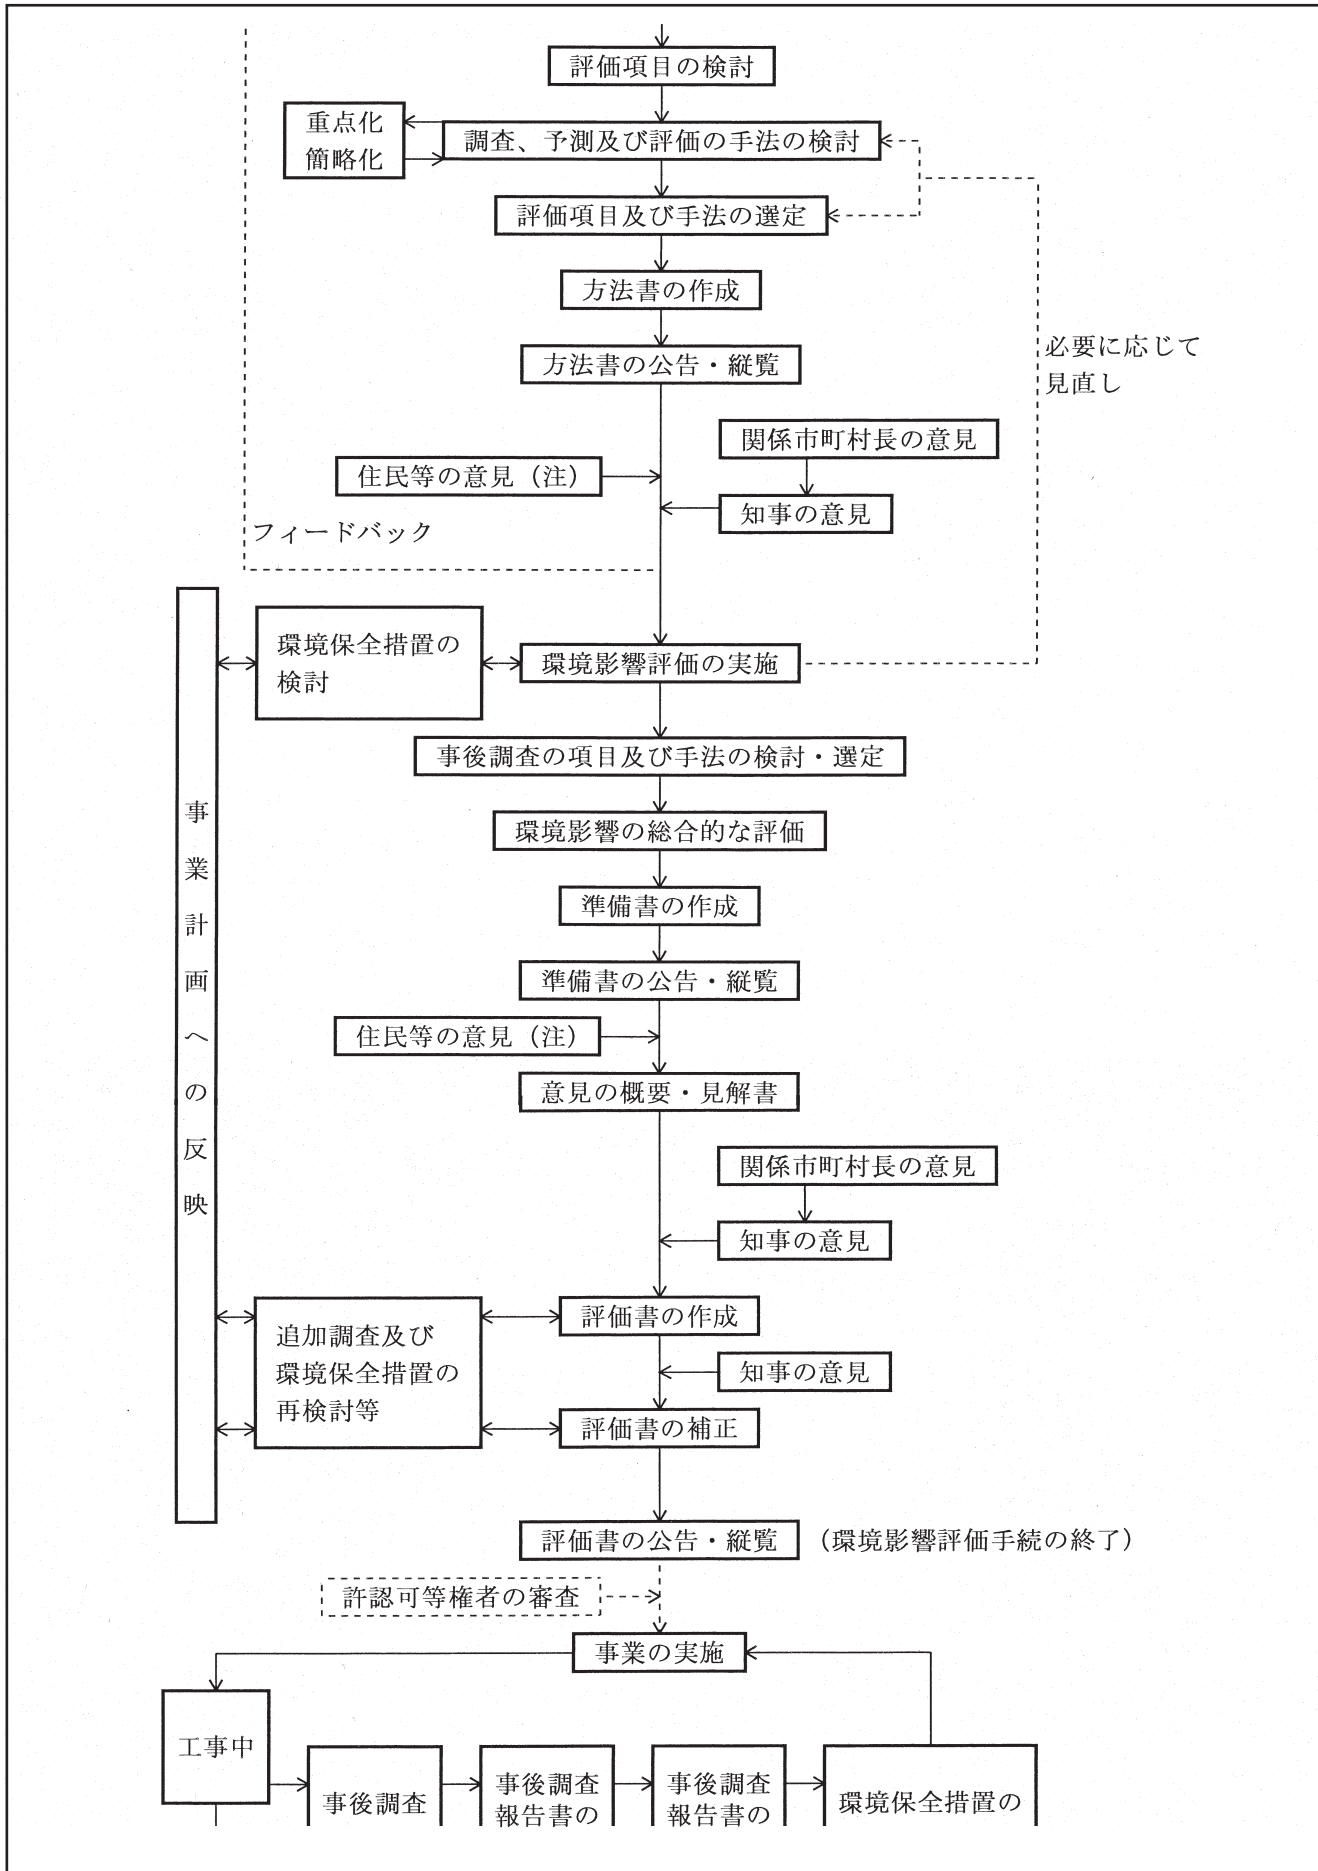 評価項目の検討
重点化
簡略化
調査、予測及び評価の手法の検討
評価項目及び手法の選定
方法書の作成
方法書の公告・縦覧
必要に応じて
見直し
関係市町村長の意見
住民等の意見（注）
知事の意見
フィードバック
環境保全措置の
検討
環境影響評価の実施
事後調査の項目及び手法の検討・選定
環境影響の総合的な評価
準備書の作成
準備書の公告・縦覧
住民等の意見（注）
意見の概要・見解書
事業計画への反映
関係市町村長の意見
知事の意見
評価書の作成
追加調査及び
環境保全措置の
再検討等
知事の意見
評価書の補正
評価書の公告・縦覧
（環境影響評価手続の終了）
許認可等権者の審査
事業の実施
工事中
事後調査
事後調査
報告書の
事後調査
報告書の
環境保全措置の